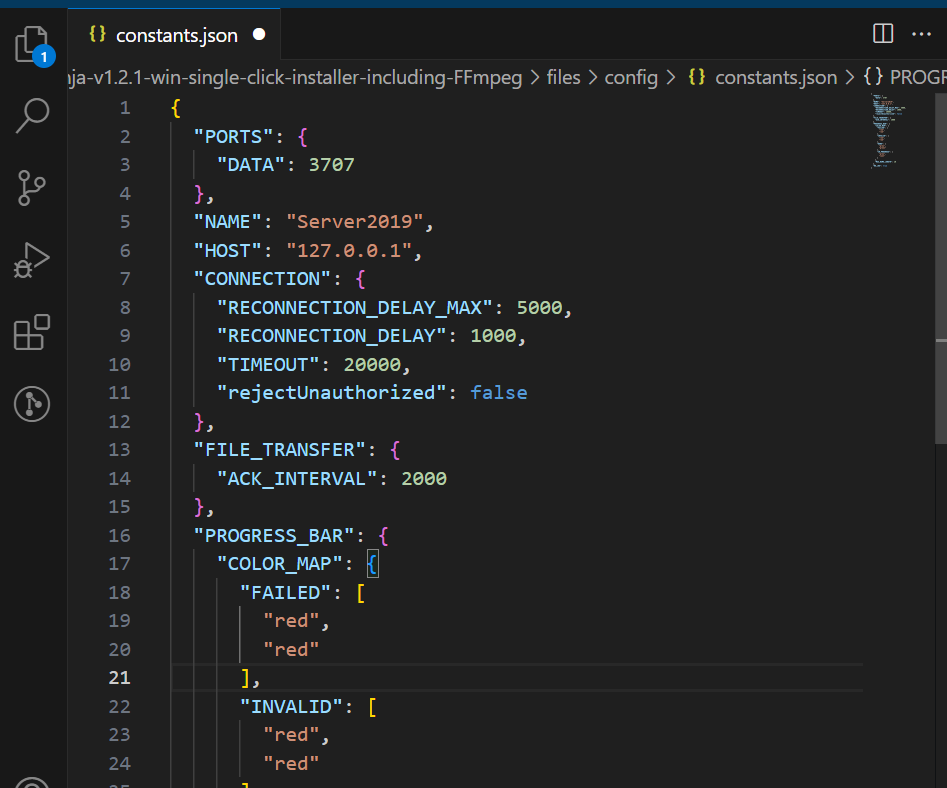 {} constants.json
1
ja-v1.2.1-win-single-click-installer-including-FFmpeg > files > config > {} constants.json > {} PROGR
1 {
2 "PORTS": {
3 "DATA": 3707
4 },
5 "NAME": "Server2019",
6 "HOST": "127.0.0.1",
7 "CONNECTION": {
8 "RECONNECTION_DELAY_MAX": 5000,
9 "RECONNECTION_DELAY": 1000,
10 "TIMEOUT": 20000,
11 "rejectUnauthorized": false
12 },
13 "FILE_TRANSFER": {
14 "ACK_INTERVAL": 2000
15 },
16 "PROGRESS_BAR": {
17 "COLOR_MAP": {
18 "FAILED": [
19 "red",
20 "red"
21 ],
22 "INVALID": [
23 "red",
24 "red"